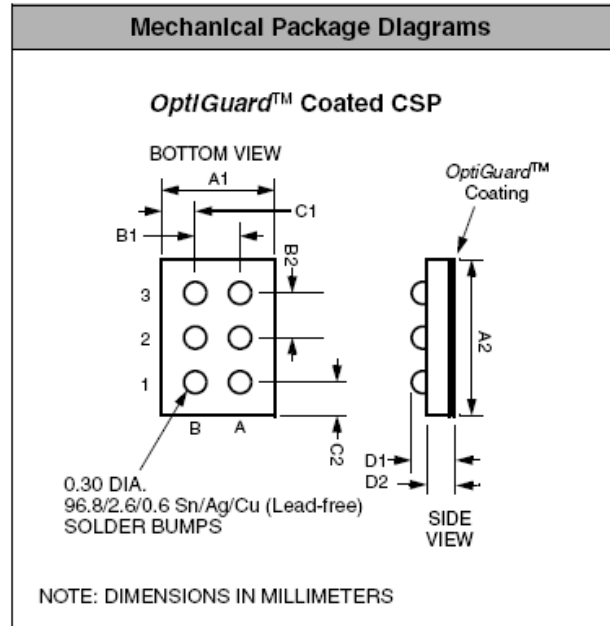 Mechanical Package Diagrams
OptiGuard™ Coated CSP
BOTTOM VIEW
A1
OptiGuard™
Coating
C1
B1
B2
3
2
1
A2
B A
C2
D1
D2
0.30 DIA.
96.8/2.6/0.6 Sn/Ag/Cu (Lead-free)
SOLDER BUMPS
SIDE
VIEW
NOTE: DIMENSIONS IN MILLIMETERS